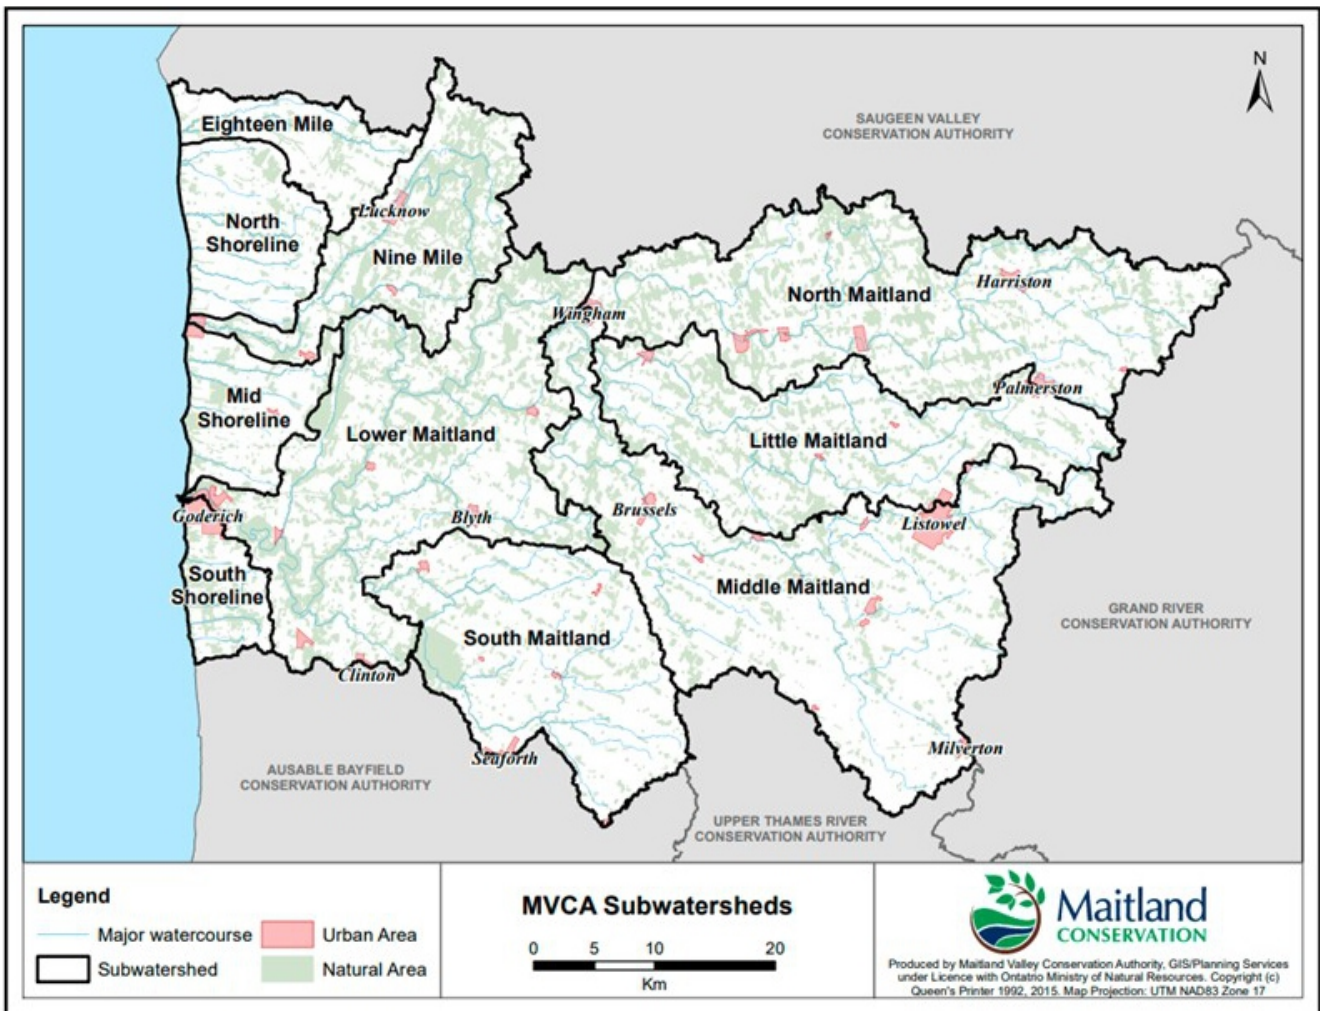 N
SAUGEEN VALLEY
CONSERVATION AUTHORITY
Eighteen Mile
North
Shoreline
Lucknow
Nine Mile
Wingham
North Maitland
Harriston
Palmerston
Mid
Shoreline
Lower Maitland
Little Maitland
Goderich
Blyth
Brussels
Listowel
South
Shoreline
Middle Maitland
GRAND RIVER
CONSERVATION AUTHORITY
South Maitland
Clinton
Seaforth
Milverton
AUSABLE BAYFIELD
CONSERVATION AUTHORITY
UPPER THAMES RIVER
CONSERVATION AUTHORITY
Legend
Major watercourse
Urban Area
Subwatershed
Natural Area
MVCA Subwatersheds
0 5 10 20
Km
Maitland
CONSERVATION
Produced by Maitland Valley Conservation Authority, GIS/Planning Services
under Licence with Ontatrio Ministry of Natural Resources. Copyright (c)
Queen's Printer 1992, 2015. Map Projection: UTM NAD83 Zone 17